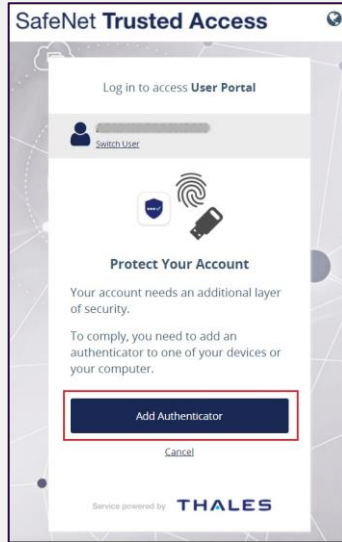 SafeNet Trusted Access
Log in to access User Portal
Switch User
Protect Your Account
Your account needs an additional layer
of security.
To comply, you need to add an
authenticator to one of your devices or
your computer.
Add Authenticator
Cancel
Service powered by THALES